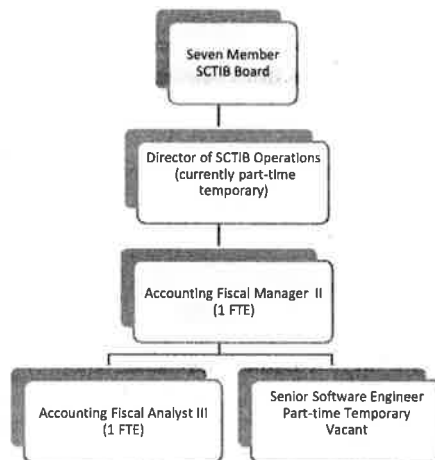 Seven Member
SCTIB Board
Director of SCTIB Operations
(currently part-time
temporary)
Accounting Fiscal Manager II
(1 FTE)
Accounting Fiscal Analyst III
(1 FTE)
Senior Software Engineer
Part-time Temporary
Vacant